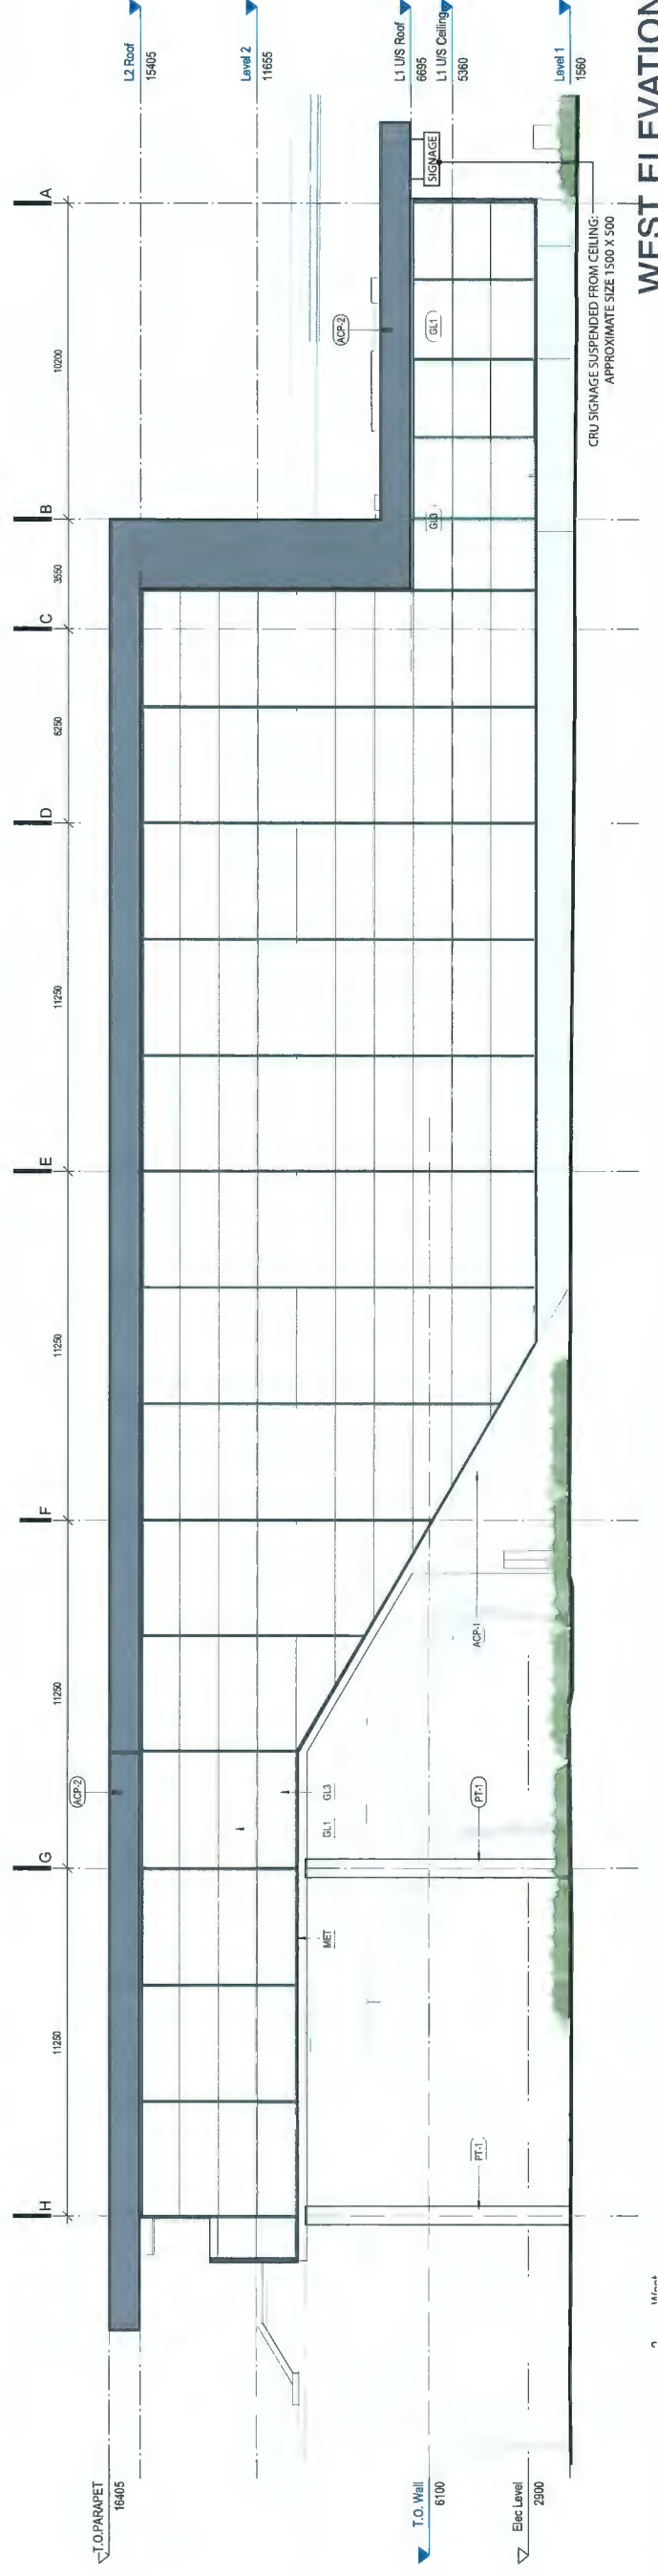 H
G
F
E
D
C
B
A
11250
11250
11250
11250
11250
6250
3550
10200
T.O.PARAPET
16405
L2 Roof
15405
Level 2
11655
L1 U/S Roof
6695
L1 U/S Ceiling
5360
Level 1
1560
T.O. Wall
6100
Elec Level
2900
ACP-2
ACP-2
MET
GL1
GL3
GL3
GL1
SIGNAGE
PT-1
PT-1
ACP-1
CRU SIGNAGE SUSPENDED FROM CEILING:
APPROXIMATE SIZE 1500 X 500
WEST ELEVATION